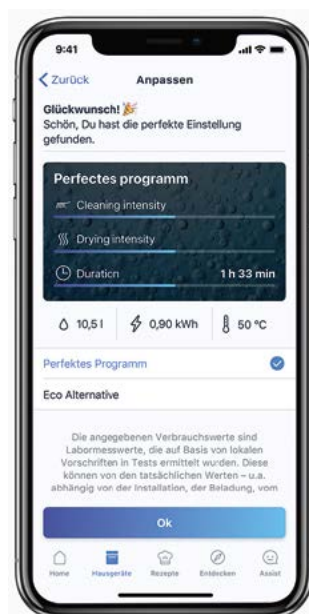 9:41
Zurück
Anpassen
Glückwunsch! 🎉
Schön, Du hast die perfekte Einstellung
gefunden.
Perfectes programm
Cleaning intensity
Drying intensity
Duration 1 h 33 min
10,5 l 0,90 kWh 50 °C
Perfektes Programm
Eco Alternative
Die angegebenen Verbrauchswerte sind
Labormesswerte, die auf Basis von lokalen
Vorschriften in Tests ermittelt wurden. Diese
können von den tatsächlichen Werten – u.a.
abhängig von der Installation, der Beladung, vom
Ok
Home Hausgeräte Rezepte Entdecken Assist